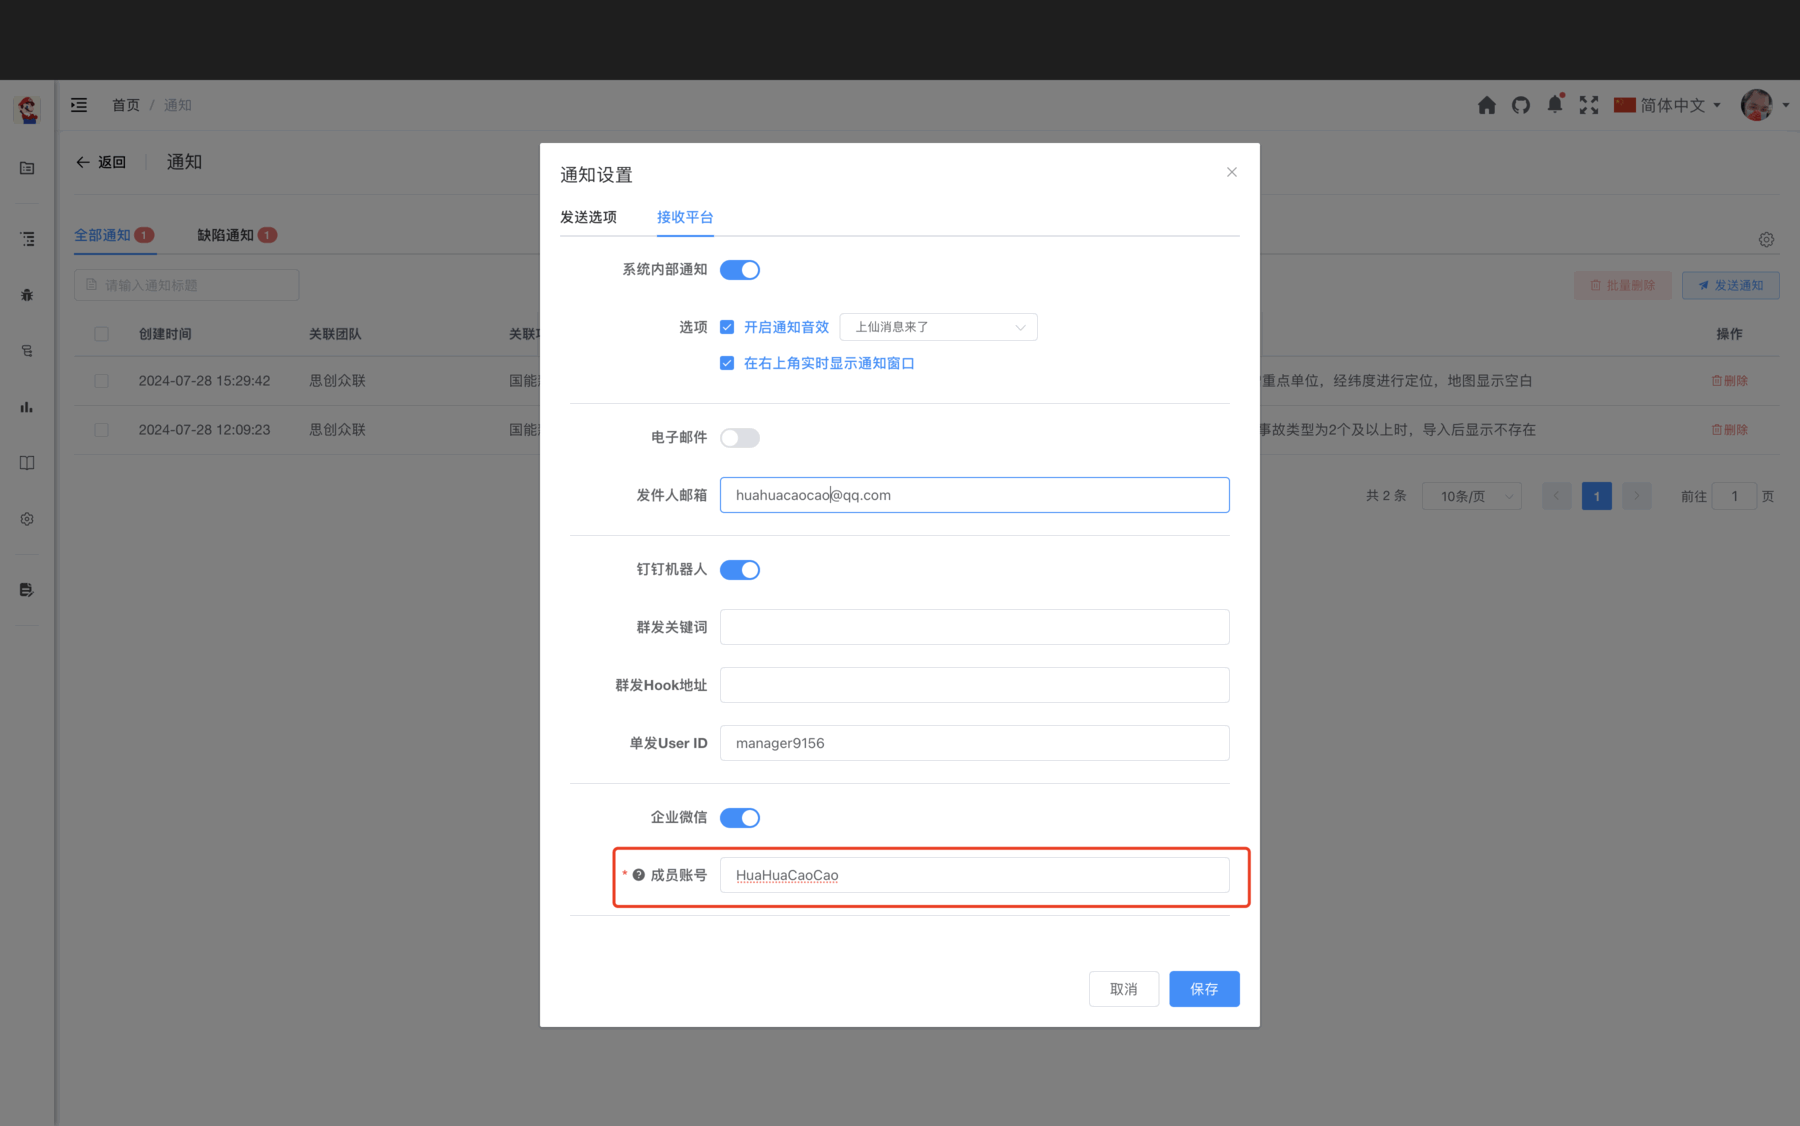 首页 / 通知
简体中文
返回
通知
全部通知 1
缺陷通知 1
请输入通知标题
批量删除
发送通知
创建时间 关联团队 关联 操作
2024-07-28 15:29:42 思创众联 国能 重点单位，经纬度进行定位，地图显示空白 删除
2024-07-28 12:09:23 思创众联 国能 事故类型为2个及以上时，导入后显示不存在 删除
共 2 条 10条/页 1 前往 1 页
通知设置
发送选项 接收平台
系统内部通知
选项 开启通知音效 上仙消息来了
在右上角实时显示通知窗口
电子邮件
发件人邮箱 huahuacaocao@qq.com
钉钉机器人
群发关键词
群发Hook地址
单发User ID manager9156
企业微信
* ? 成员账号 HuaHuaCaoCao
取消 保存